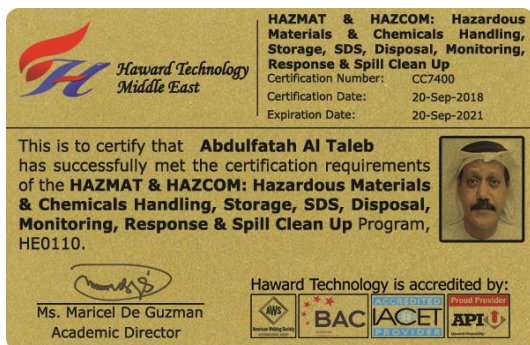 Haward Technology
Middle East
HAZMAT & HAZCOM: Hazardous
Materials & Chemicals Handling,
Storage, SDS, Disposal, Monitoring,
Response & Spill Clean Up
Certification Number: CC7400
Certification Date: 20-Sep-2018
Expiration Date: 20-Sep-2021
This is to certify that Abdulfatah Al Taleb
has successfully met the certification requirements
of the HAZMAT & HAZCOM: Hazardous Materials
& Chemicals Handling, Storage, SDS, Disposal,
Monitoring, Response & Spill Clean Up Program,
HE0110.
Ms. Maricel De Guzman
Academic Director
Haward Technology is accredited by:
AWS
American Welding Society
BAC
ACCREDITED
IACET
PROVIDER
Proud Provider
API U